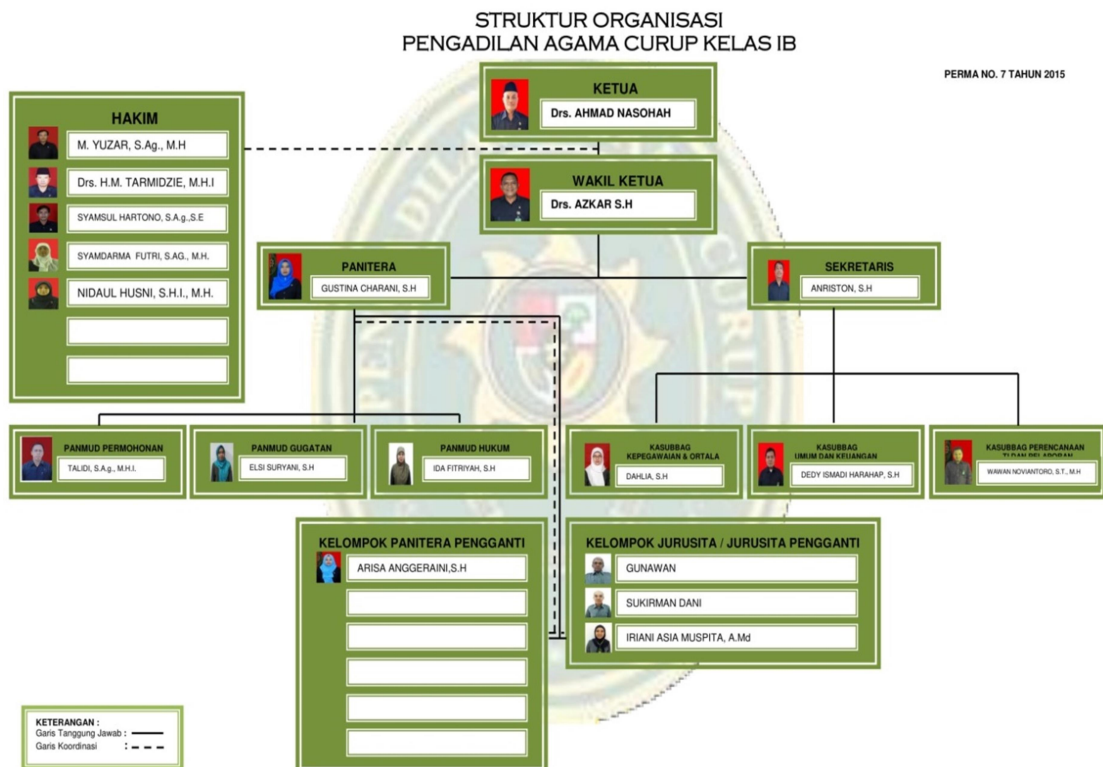 STRUKTUR ORGANISASI
PENGADILAN AGAMA CURUP KELAS IB
PERMA NO. 7 TAHUN 2015
KETUA
Drs. AHMAD NASOHAH
HAKIM
M. YUZAR, S.Ag., M.H
Drs. H.M. TARMIDZIE, M.H.I
SYAMSUL HARTONO, S.A.g.,S.E
SYAMDARMA FUTRI, S.AG., M.H.
NIDAUL HUSNI, S.H.I., M.H.
WAKIL KETUA
Drs. AZKAR S.H
PANITERA
GUSTINA CHARANI, S.H
SEKRETARIS
ANRISTON, S.H
PANMUD PERMOHONAN
TALIDI, S.Ag., M.H.I.
PANMUD GUGATAN
ELSI SURYANI, S.H
PANMUD HUKUM
IDA FITRIYAH, S.H
KASUBBAG
KEPEGAWAIAN & ORTALA
DAHLIA, S.H
KASUBBAG
UMUM DAN KEUANGAN
DEDY ISMADI HARAHAP, S.H
KASUBBAG PERENCANAAN
TI DAN PELAPORAN
WAWAN NOVIANTORO, S.T., M.H
KELOMPOK PANITERA PENGGANTI
ARISA ANGGERAINI,S.H
KELOMPOK JURUSITA / JURUSITA PENGGANTI
GUNAWAN
SUKIRMAN DANI
IRIANI ASIA MUSPITA, A.Md
KETERANGAN :
Garis Tanggung Jawab :
Garis Koordinasi :